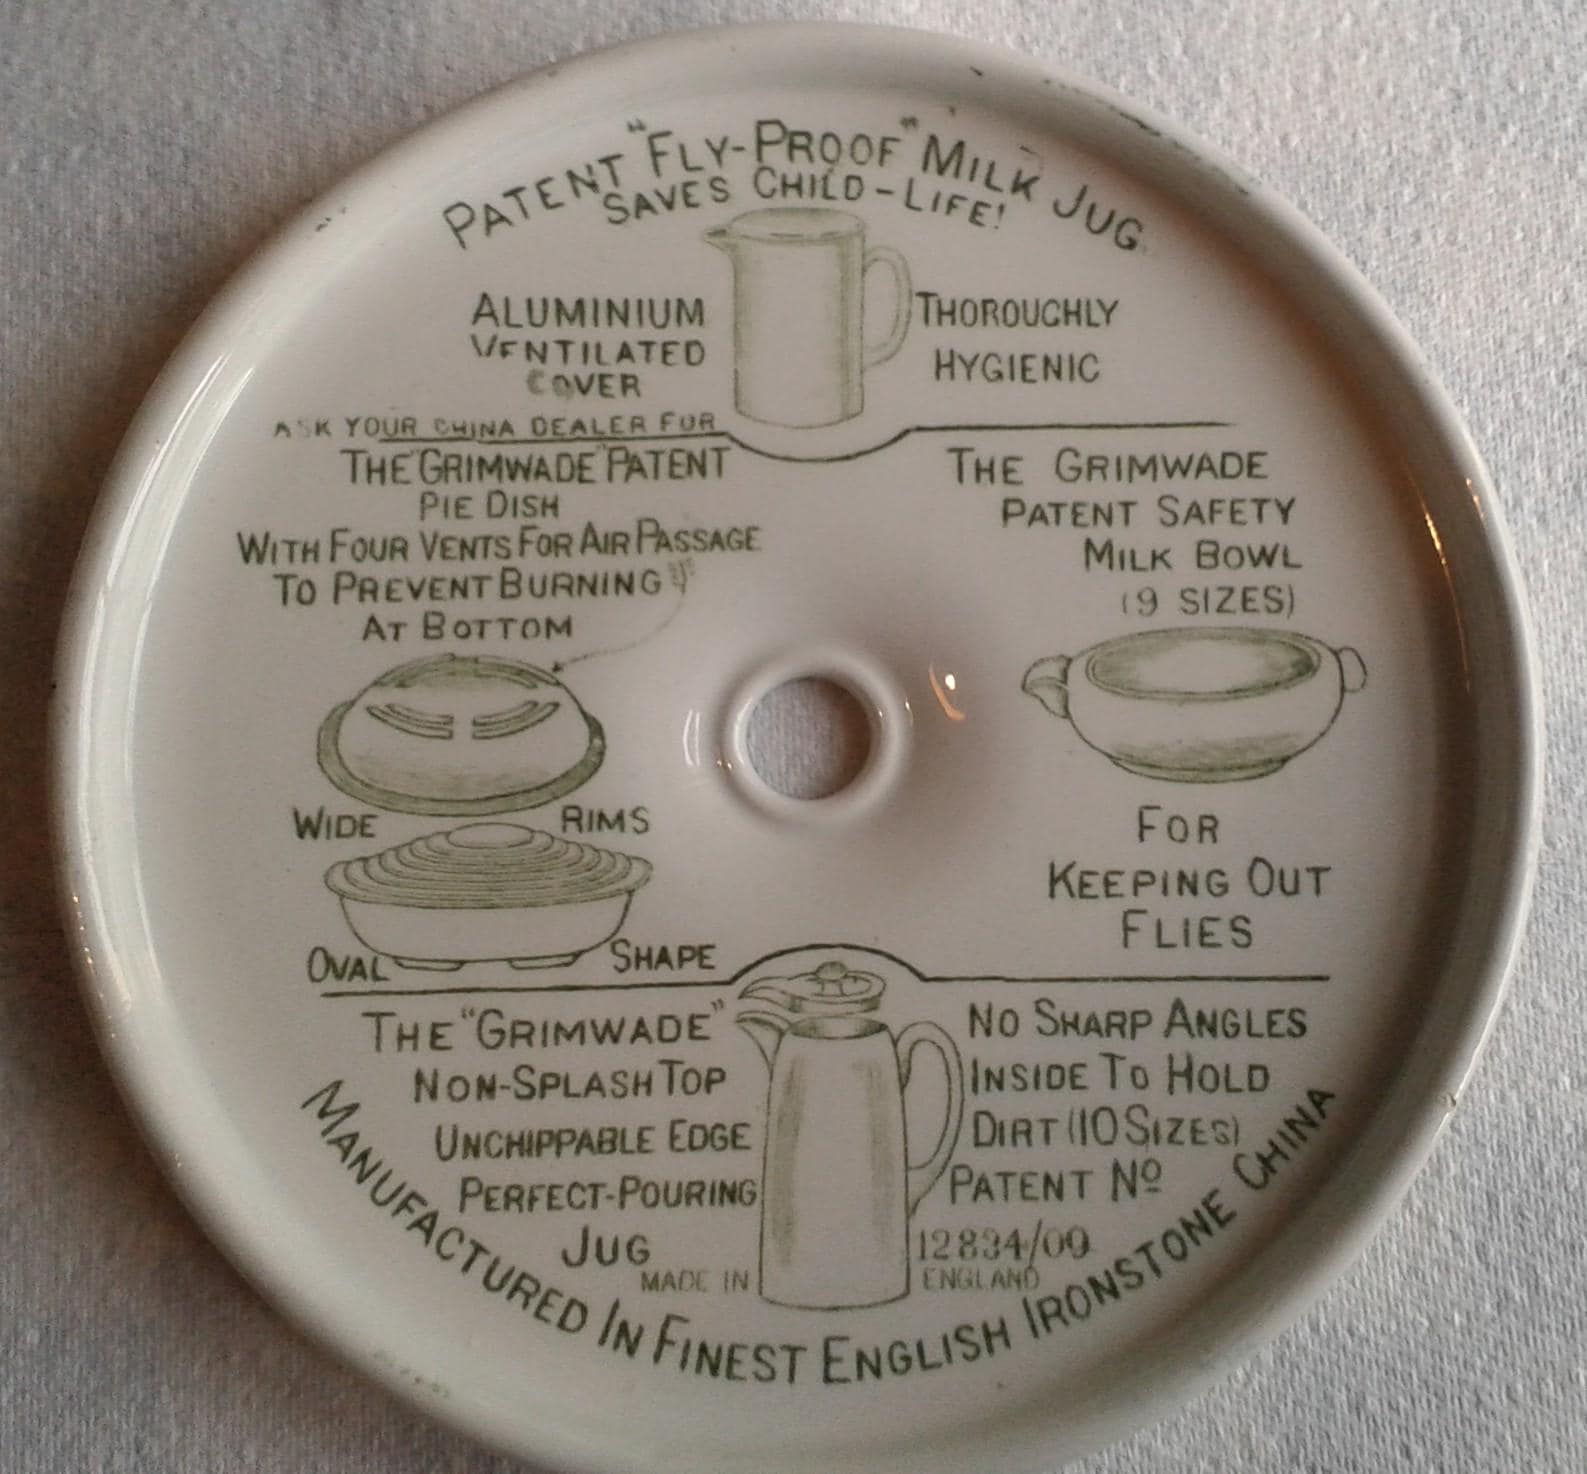 PATENT "FLY-PROOF" MILK JUG
SAVES CHILD-LIFE!
ALUMINIUM
VENTILATED
COVER
THOROUGHLY
HYGIENIC
ASK YOUR CHINA DEALER FOR
THE "GRIMWADE" PATENT
PIE DISH
WITH FOUR VENTS FOR AIR PASSAGE
TO PREVENT BURNING
AT BOTTOM
WIDE RIMS
OVAL SHAPE
THE GRIMWADE
PATENT SAFETY
MILK BOWL
(9 SIZES)
FOR
KEEPING OUT
FLIES
THE "GRIMWADE"
NON-SPLASH TOP
UNCHIPPABLE EDGE
PERFECT-POURING
JUG
NO SHARP ANGLES
INSIDE TO HOLD
DIRT (10 SIZES)
PATENT No
12834/09
MADE IN ENGLAND
MANUFACTURED IN FINEST ENGLISH IRONSTONE CHINA